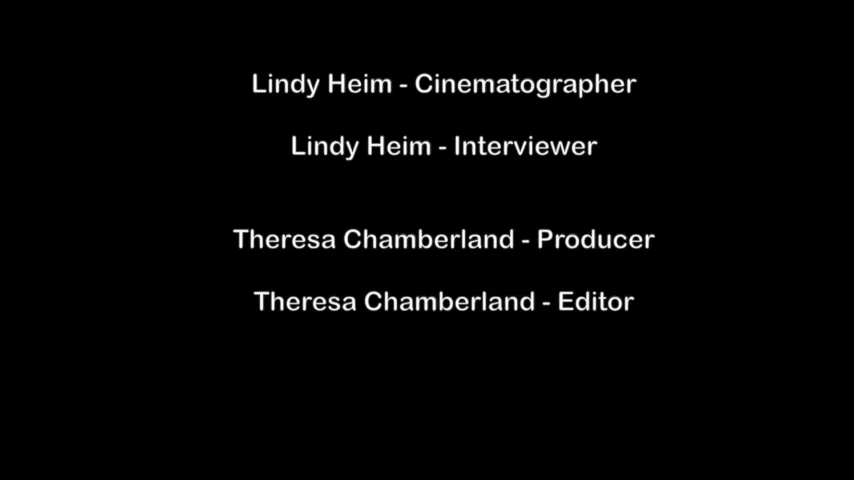 Lindy Heim - Cinematographer
Lindy Heim - Interviewer
Theresa Chamberland - Producer
Theresa Chamberland - Editor